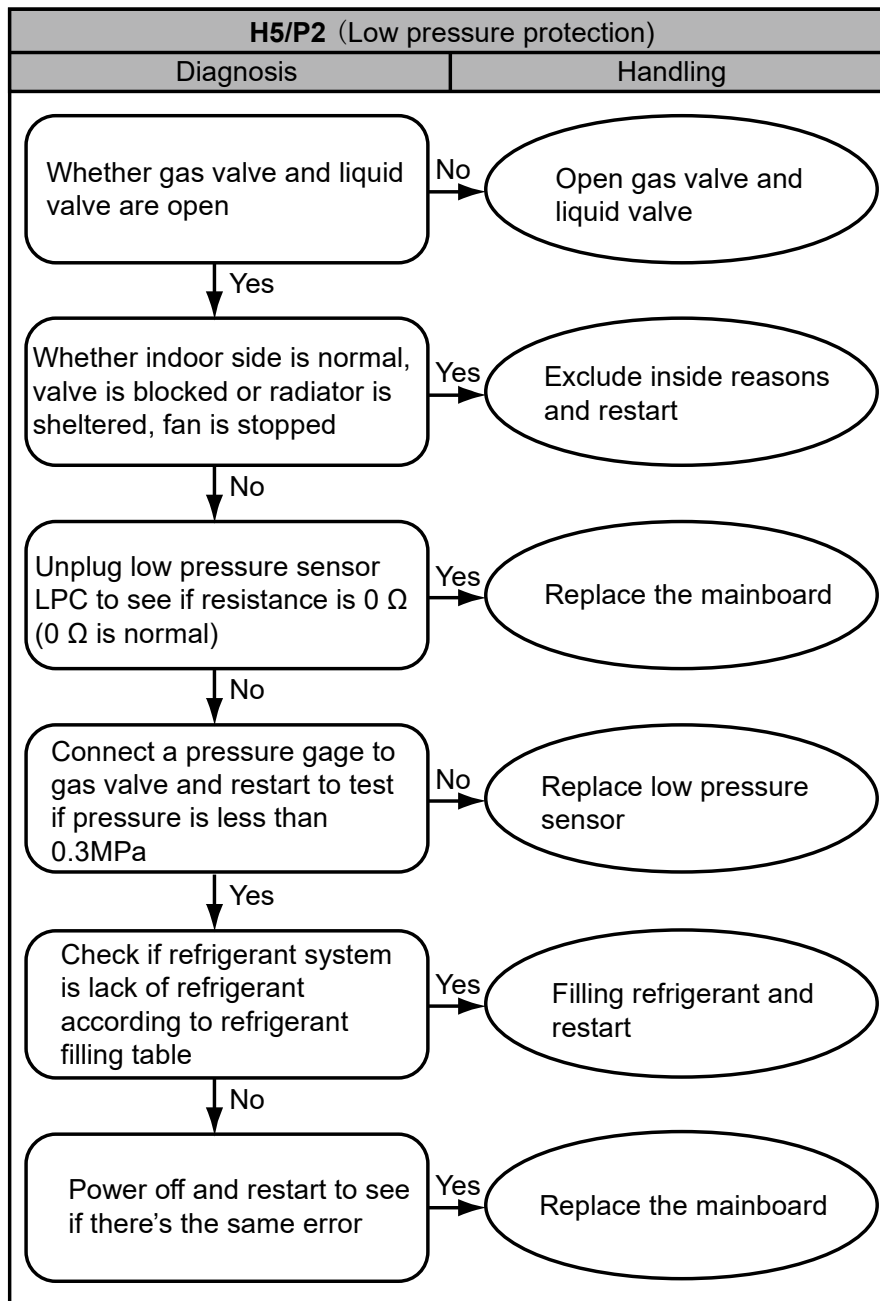 H5/P2（Low pressure protection)
Diagnosis
Handling
Whether gas valve and liquid
valve are open
No
Open gas valve and
liquid valve
Yes
Whether indoor side is normal,
valve is blocked or radiator is
sheltered, fan is stopped
Yes
Exclude inside reasons
and restart
No
Unplug low pressure sensor
LPC to see if resistance is 0 Ω
(0 Ω is normal)
Yes
Replace the mainboard
No
Connect a pressure gage to
gas valve and restart to test
if pressure is less than
0.3MPa
No
Replace low pressure
sensor
Yes
Check if refrigerant system
is lack of refrigerant
according to refrigerant
filling table
Yes
Filling refrigerant and
restart
No
Power off and restart to see
if there's the same error
Yes
Replace the mainboard